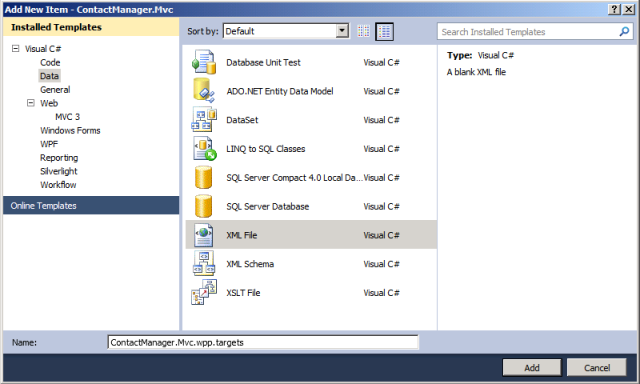 Add New Item - ContactManager.Mvc
Installed Templates
Visual C#
Code
Data
General
Web
MVC 3
Windows Forms
WPF
Reporting
Silverlight
Workflow
Online Templates
Sort by: Default
Database Unit Test Visual C#
ADO.NET Entity Data Model Visual C#
DataSet Visual C#
LINQ to SQL Classes Visual C#
SQL Server Compact 4.0 Local Da... Visual C#
SQL Server Database Visual C#
XML File Visual C#
XML Schema Visual C#
XSLT File Visual C#
Search Installed Templates
Type: Visual C#
A blank XML file
Name: ContactManager.Mvc.wpp.targets
Add Cancel